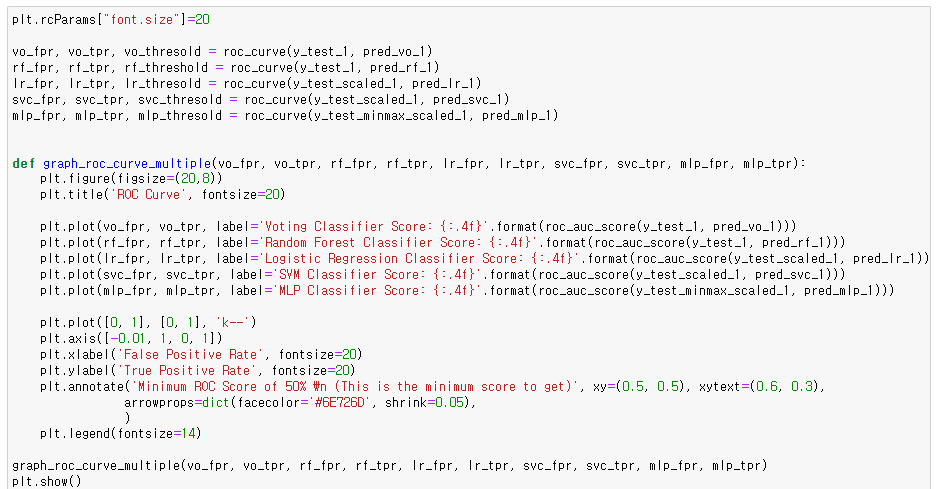 plt.rcParams["font.size"]=20
vo_fpr, vo_tpr, vo_thresold = roc_curve(y_test_1, pred_vo_1)
rf_fpr, rf_tpr, rf_threshold = roc_curve(y_test_1, pred_rf_1)
lr_fpr, lr_tpr, lr_thresold = roc_curve(y_test_scaled_1, pred_lr_1)
svc_fpr, svc_tpr, svc_thresold = roc_curve(y_test_scaled_1, pred_svc_1)
mlp_fpr, mlp_tpr, mlp_thresold = roc_curve(y_test_minmax_scaled_1, pred_mlp_1)
def graph_roc_curve_multiple(vo_fpr, vo_tpr, rf_fpr, rf_tpr, lr_fpr, lr_tpr, svc_fpr, svc_tpr, mlp_fpr, mlp_tpr):
    plt.figure(figsize=(20,8))
    plt.title('ROC Curve', fontsize=20)
    plt.plot(vo_fpr, vo_tpr, label='Voting Classifier Score: {:.4f}'.format(roc_auc_score(y_test_1, pred_vo_1)))
    plt.plot(rf_fpr, rf_tpr, label='Random Forest Classifier Score: {:.4f}'.format(roc_auc_score(y_test_1, pred_rf_1)))
    plt.plot(lr_fpr, lr_tpr, label='Logistic Regression Classifier Score: {:.4f}'.format(roc_auc_score(y_test_scaled_1, pred_lr_1))
    plt.plot(svc_fpr, svc_tpr, label='SVM Classifier Score: {:.4f}'.format(roc_auc_score(y_test_scaled_1, pred_svc_1)))
    plt.plot(mlp_fpr, mlp_tpr, label='MLP Classifier Score: {:.4f}'.format(roc_auc_score(y_test_minmax_scaled_1, pred_mlp_1)))
    plt.plot([0, 1], [0, 1], 'k--')
    plt.axis([-0.01, 1, 0, 1])
    plt.xlabel('False Positive Rate', fontsize=20)
    plt.ylabel('True Positive Rate', fontsize=20)
    plt.annotate('Minimum ROC Score of 50% ₩n (This is the minimum score to get)', xy=(0.5, 0.5), xytext=(0.6, 0.3),
                arrowprops=dict(facecolor='#6E726D', shrink=0.05),
                )
    plt.legend(fontsize=14)
graph_roc_curve_multiple(vo_fpr, vo_tpr, rf_fpr, rf_tpr, lr_fpr, lr_tpr, svc_fpr, svc_tpr, mlp_fpr, mlp_tpr)
plt.show()